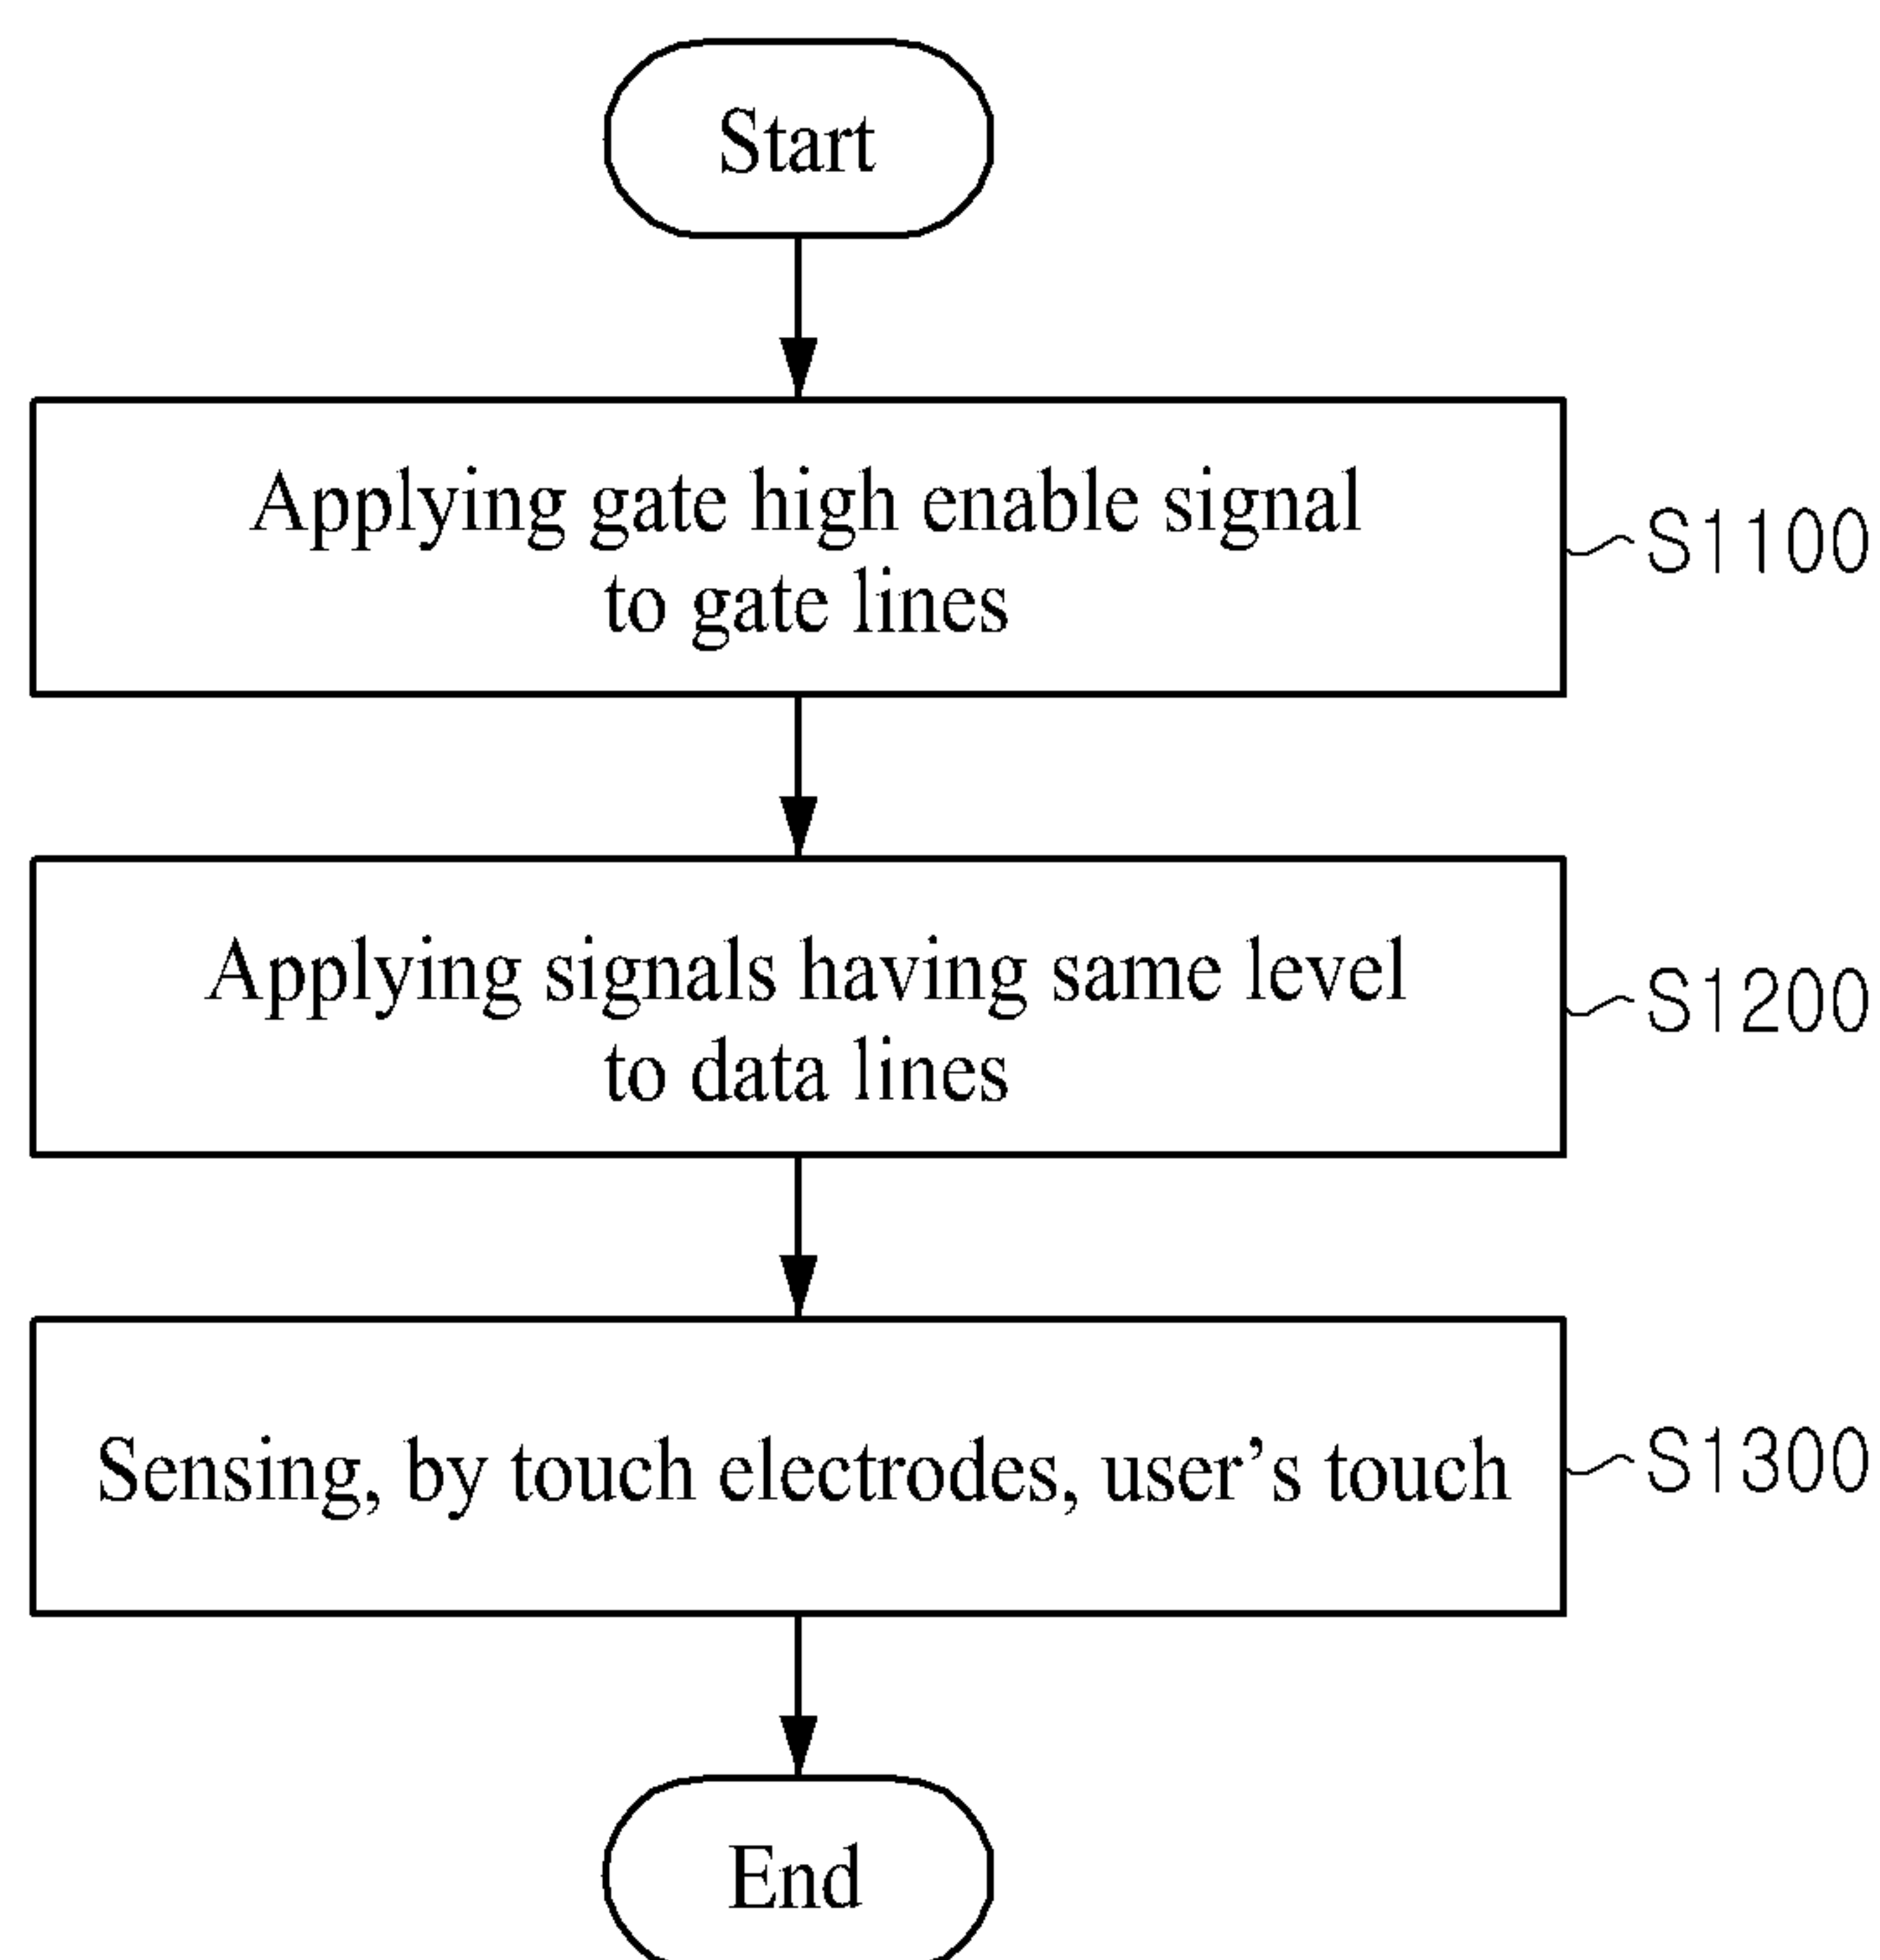 Start
Applying gate high enable signal
to gate lines
S1100
Applying signals having same level
to data lines
S1200
Sensing, by touch electrodes, user’s touch
S1300
End